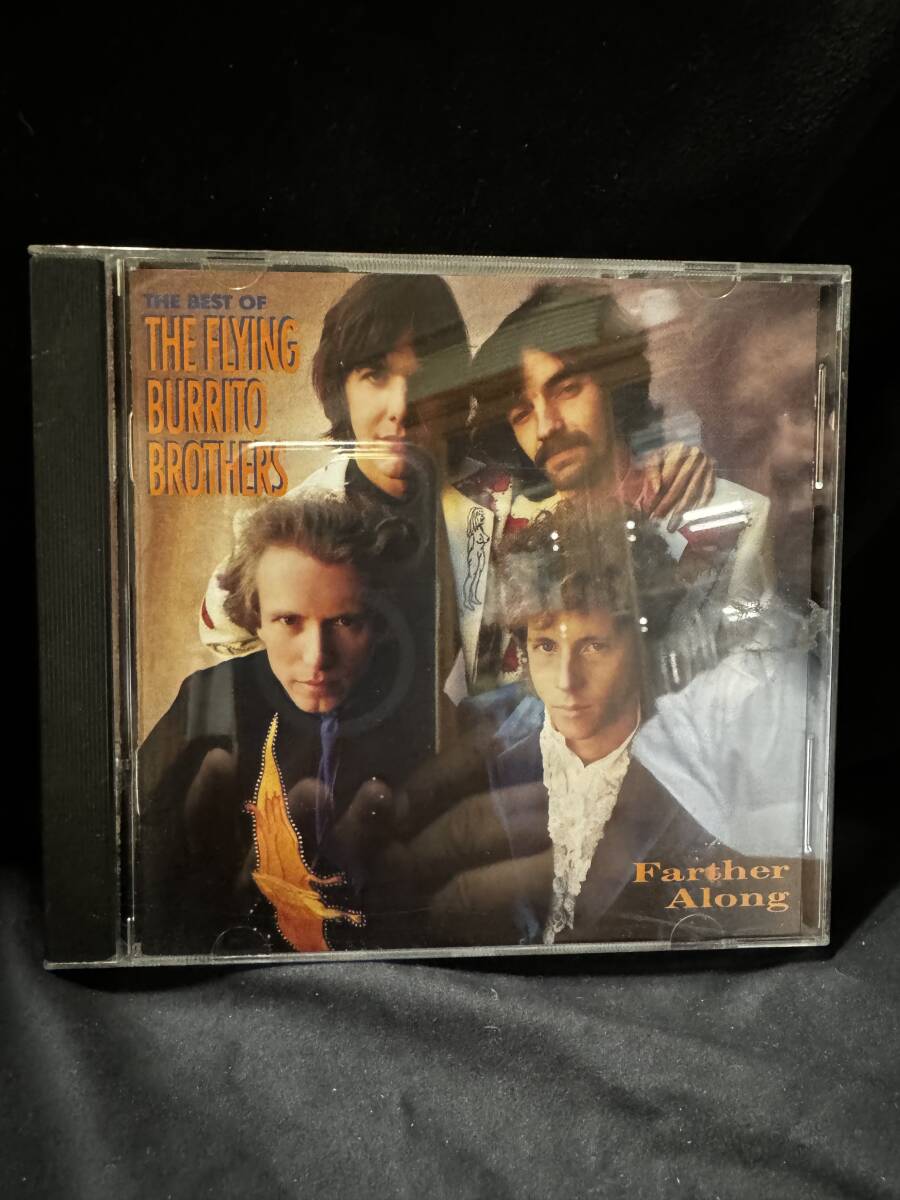 THE BEST OF
THE FLYING
BURRITO
BROTHERS
Farther
Along